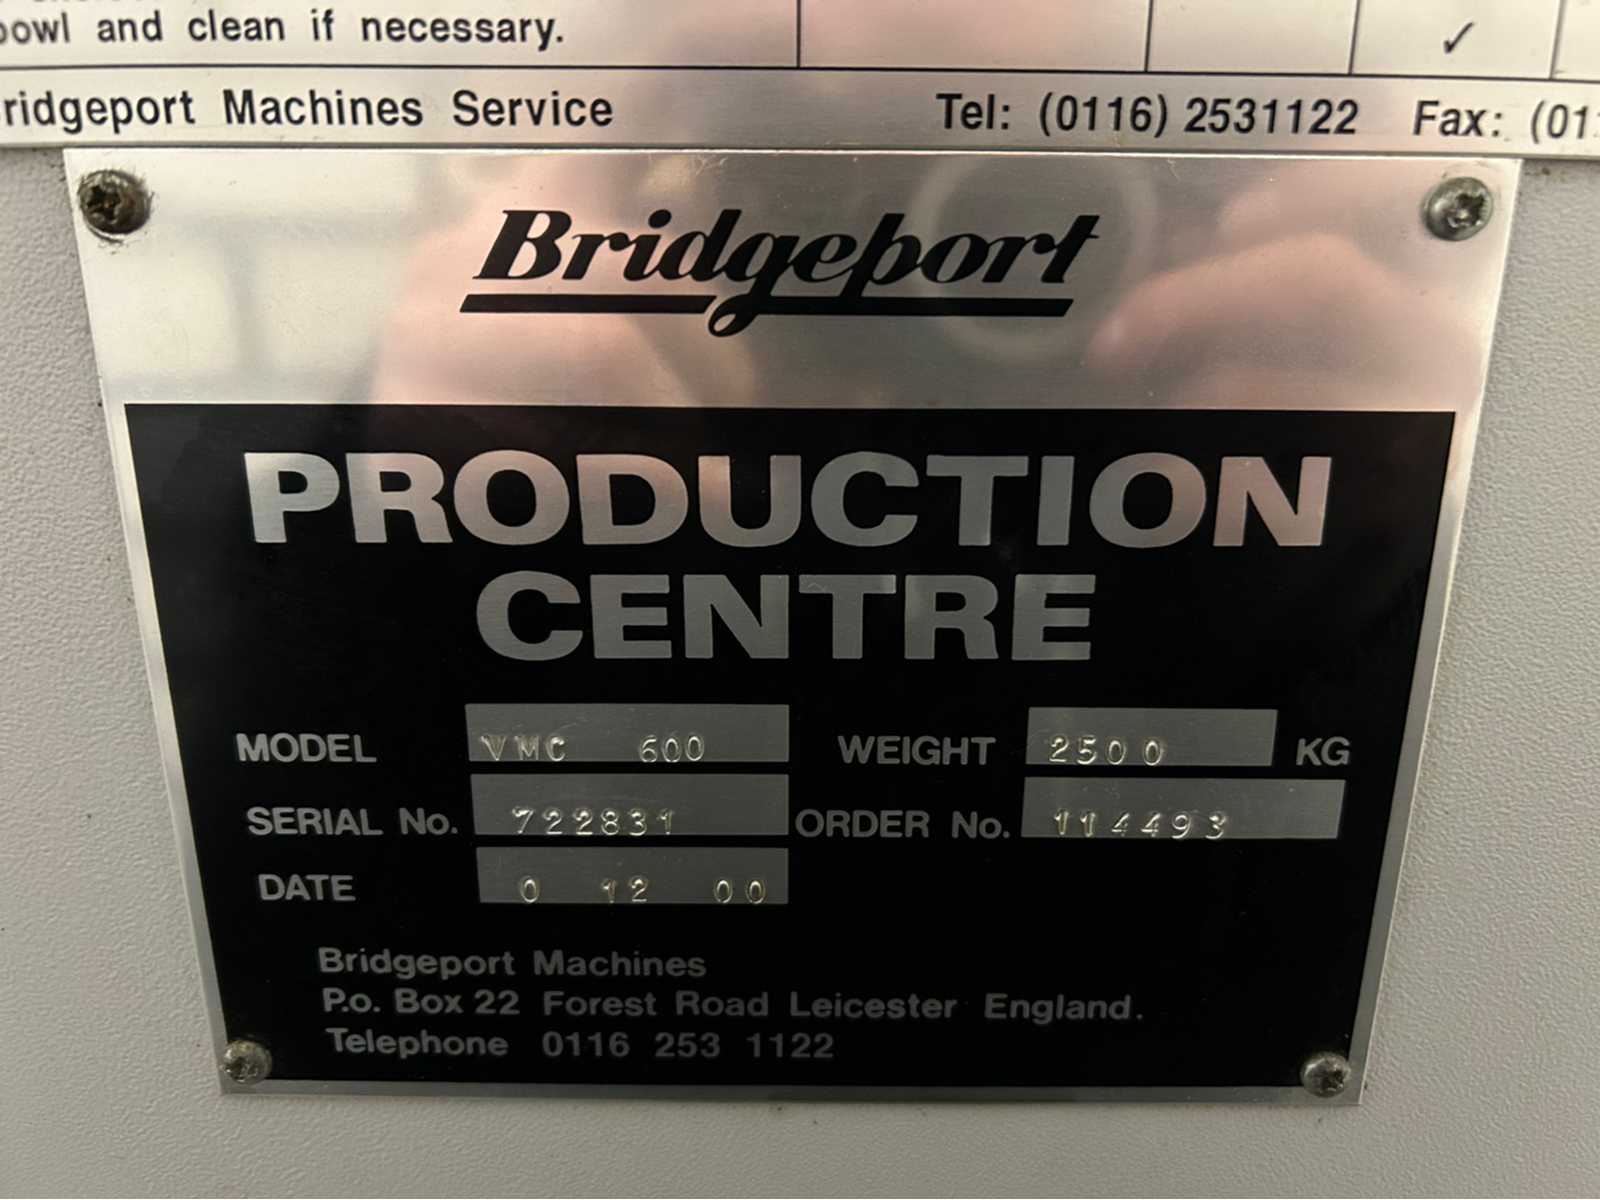 bowl and clean if necessary.
Bridgeport Machines Service Tel: (0116) 2531122 Fax: (01
Bridgeport
PRODUCTION
CENTRE
MODEL VMC 600 WEIGHT 2500 KG
SERIAL No. 722831 ORDER No. 114493
DATE 0 12 00
Bridgeport Machines
P.o. Box 22 Forest Road Leicester England.
Telephone 0116 253 1122